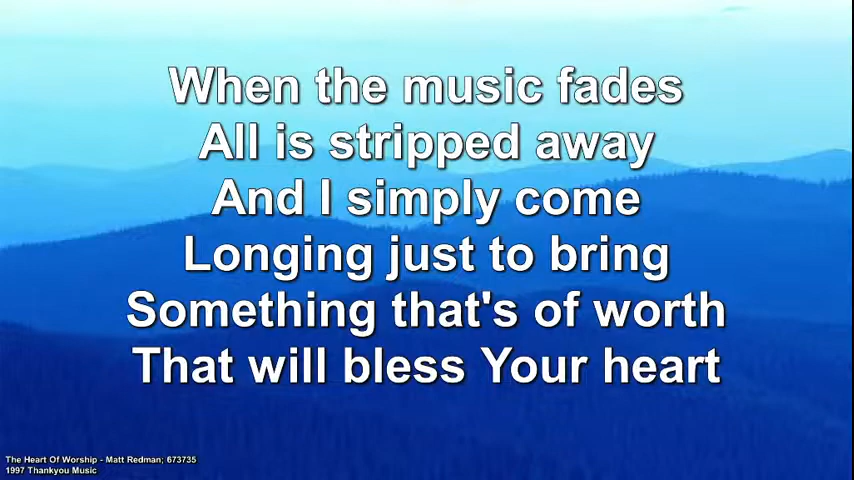 When the music fades
All is stripped away
And I simply come
Longing just to bring
Something that's of worth
That will bless Your heart
The Heart Of Worship - Matt Redman; 673735
1997 Thankyou Music